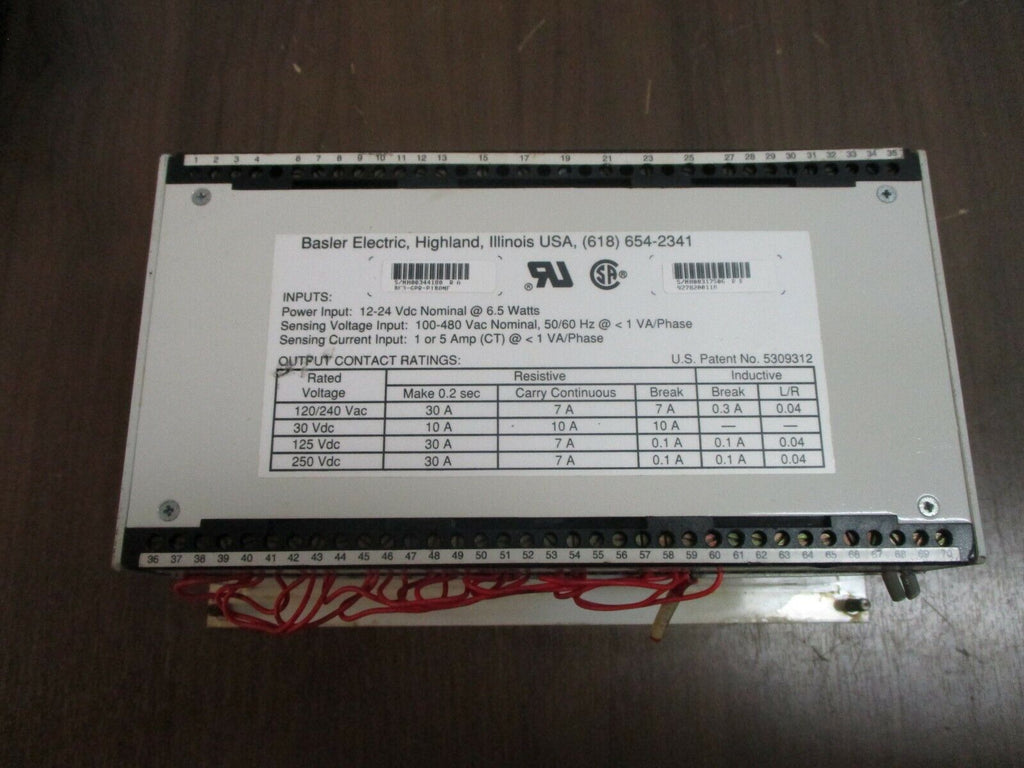 1 2 3 4 6 7 8 9 10 11 12 13 15 17 19 21 23 25 27 28 29 30 31 32 33 34 35
Basler Electric, Highland, Illinois USA, (618) 654-2341
INPUTS:
Power Input: 12-24 Vdc Nominal @ 6.5 Watts
Sensing Voltage Input: 100-480 Vac Nominal, 50/60 Hz @ < 1 VA/Phase
Sensing Current Input: 1 or 5 Amp (CT) @ < 1 VA/Phase
OUTPUT CONTACT RATINGS: U.S. Patent No. 5309312
Rated Voltage Resistive Inductive
Make 0.2 sec Carry Continuous Break Break L/R
120/240 Vac 30 A 7 A 7 A 0.3 A 0.04
30 Vdc 10 A 10 A 10 A — —
125 Vdc 30 A 7 A 0.1 A 0.1 A 0.04
250 Vdc 30 A 7 A 0.1 A 0.1 A 0.04
36 37 38 39 40 41 42 43 44 45 46 47 48 49 50 51 52 53 54 55 56 57 58 59 60 61 62 63 64 65 66 67 68 69 70